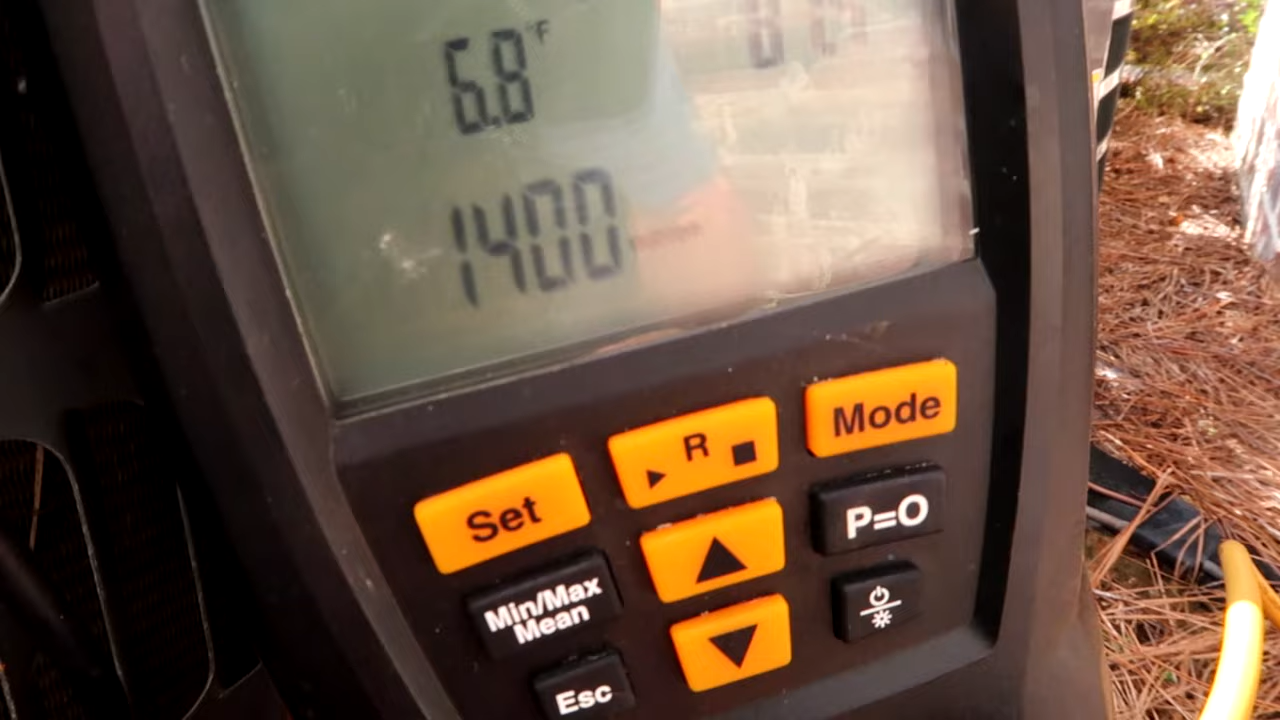 6.8 °F
1400
R
Mode
Set
P=O
Min/Max
Mean
Esc